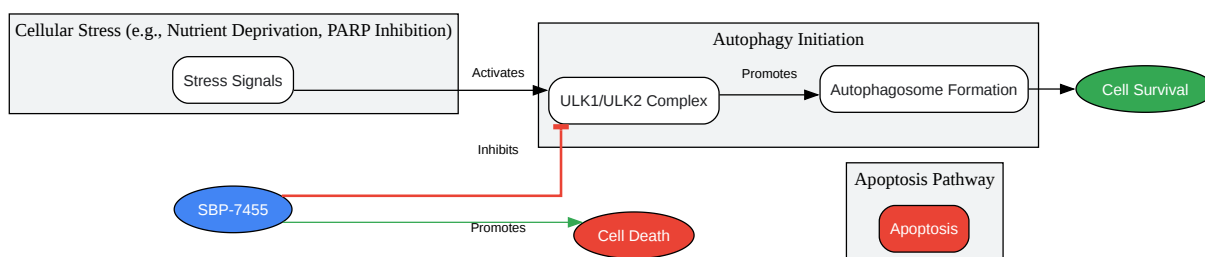 Cellular Stress (e.g., Nutrient Deprivation, PARP Inhibition)
Stress Signals
Activates
Autophagy Initiation
ULK1/ULK2 Complex
Promotes
Autophagosome Formation
Cell Survival
Inhibits
SBP-7455
Promotes
Cell Death
Apoptosis Pathway
Apoptosis